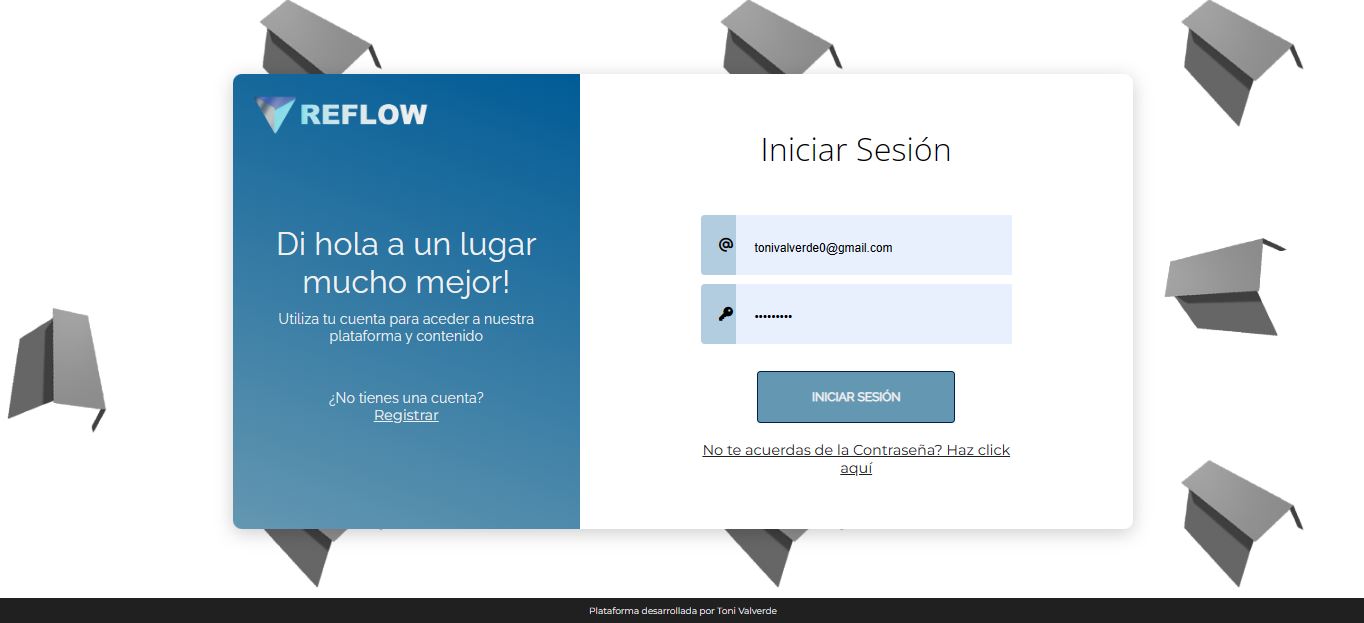 REFLOW
Di hola a un lugar
mucho mejor!
Utiliza tu cuenta para aceder a nuestra
plataforma y contenido
¿No tienes una cuenta?
Registrar
Iniciar Sesión
@
tonivalverde0@gmail.com
•••••••••
INICIAR SESIÓN
No te acuerdas de la Contraseña? Haz click
aquí
Plataforma desarrollada por Toni Valverde